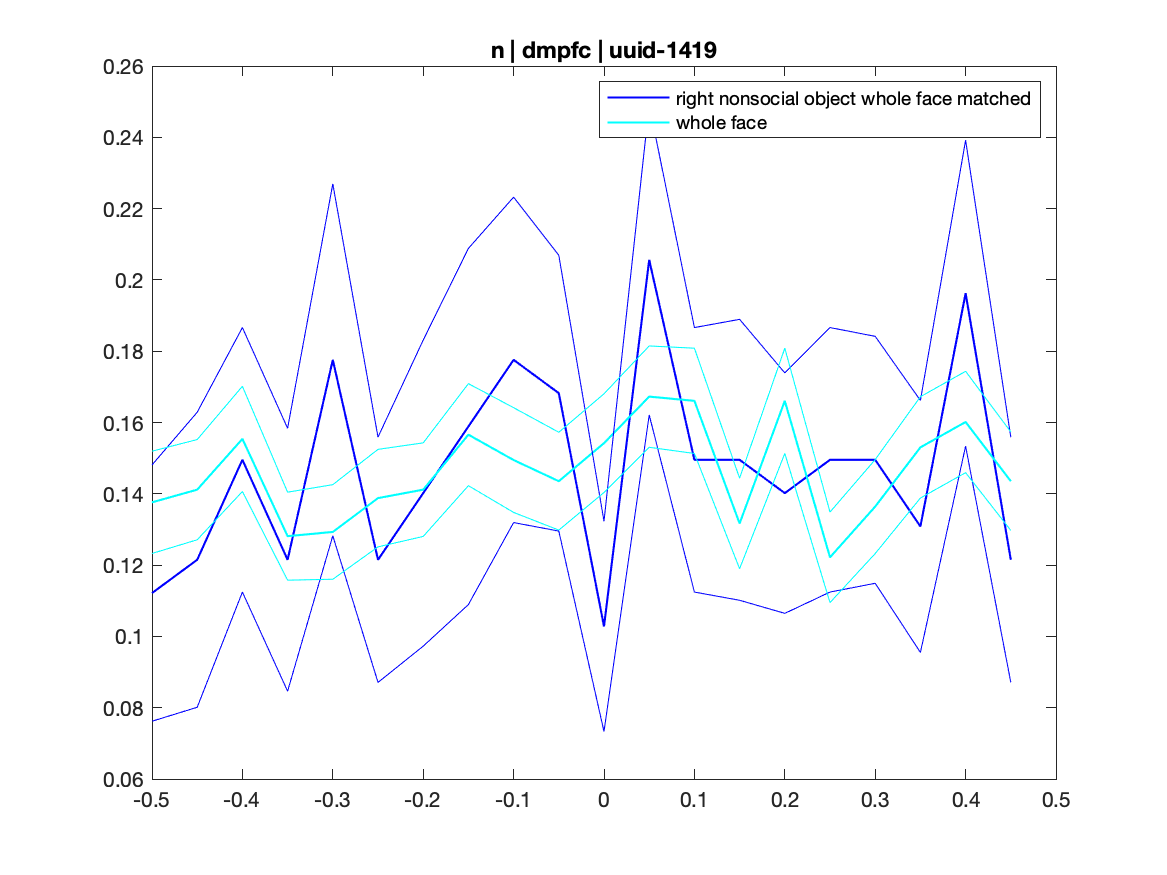 n | dmpfc | uuid-1419
right nonsocial object whole face matched
whole face
0.26
0.24
0.22
0.2
0.18
0.16
0.14
0.12
0.1
0.08
0.06
-0.5 -0.4 -0.3 -0.2 -0.1 0 0.1 0.2 0.3 0.4 0.5